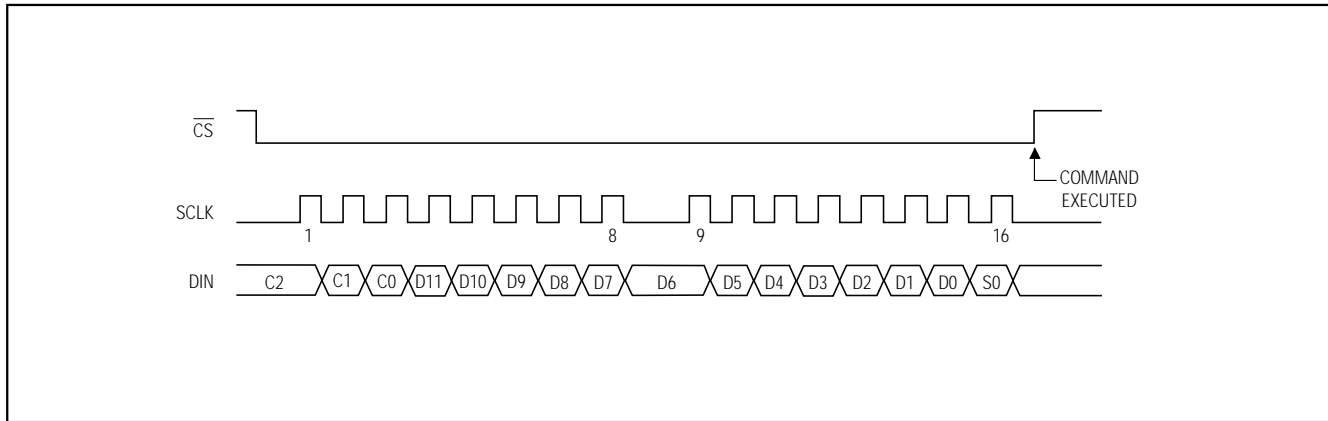 CS
COMMAND
EXECUTED
SCLK
1 8 9 16
DIN C2 C1 C0 D11 D10 D9 D8 D7 D6 D5 D4 D3 D2 D1 D0 S0